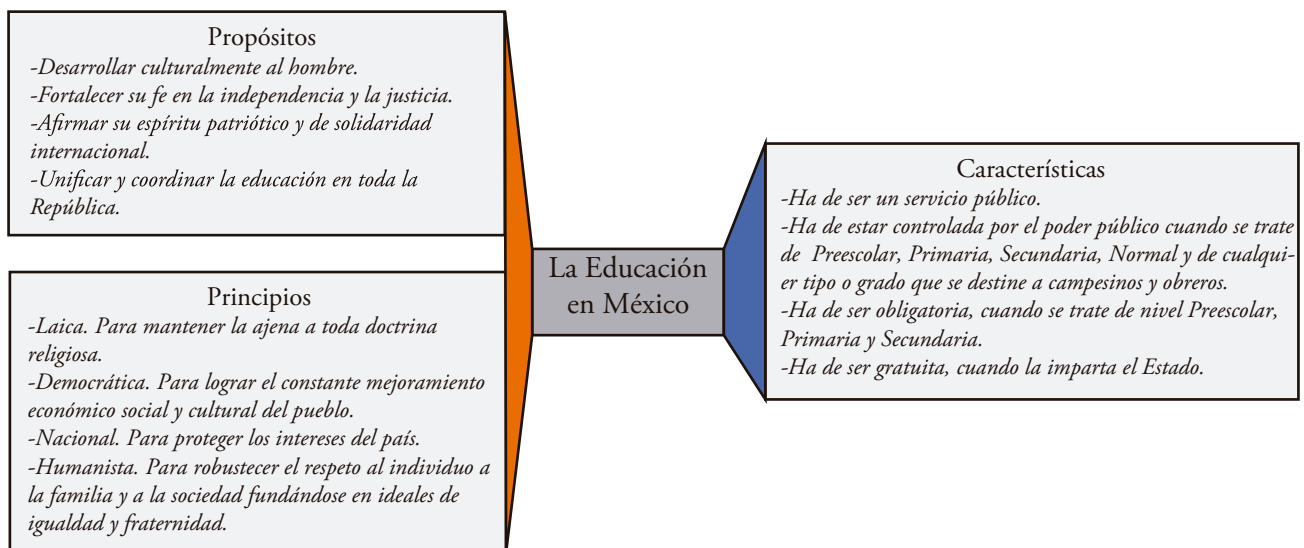 Propósitos
-Desarrollar culturalmente al hombre.
-Fortalecer su fe en la independencia y la justicia.
-Afirmar su espíritu patriótico y de solidaridad
internacional.
-Unificar y coordinar la educación en toda la
República.
Principios
-Laica. Para mantener la ajena a toda doctrina
religiosa.
-Democrática. Para lograr el constante mejoramiento
económico social y cultural del pueblo.
-Nacional. Para proteger los intereses del país.
-Humanista. Para robustecer el respeto al individuo a
la familia y a la sociedad fundándose en ideales de
igualdad y fraternidad.
La Educación
en México
Característícas
-Ha de ser un servicio público.
-Ha de estar controlada por el poder público cuando se trate
de Preescolar, Primaria, Secundaria, Normal y de cualqui-
er tipo o grado que se destine a campesinos y obreros.
-Ha de ser obligatoria, cuando se trate de nivel Preescolar,
Primaria y Secundaria.
-Ha de ser gratuita, cuando la imparta el Estado.